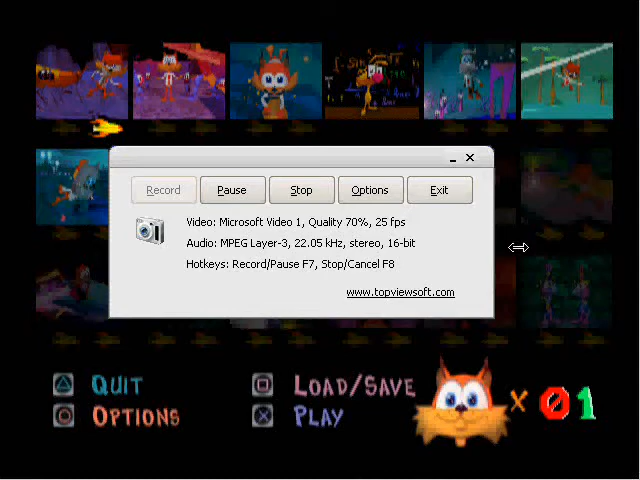 Record Pause Stop Options Exit
Video: Microsoft Video 1, Quality 70%, 25 fps
Audio: MPEG Layer-3, 22.05 kHz, stereo, 16-bit
Hotkeys: Record/Pause F7, Stop/Cancel F8
www.topviewsoft.com
QUIT LOAD/SAVE
OPTIONS PLAY
× 01